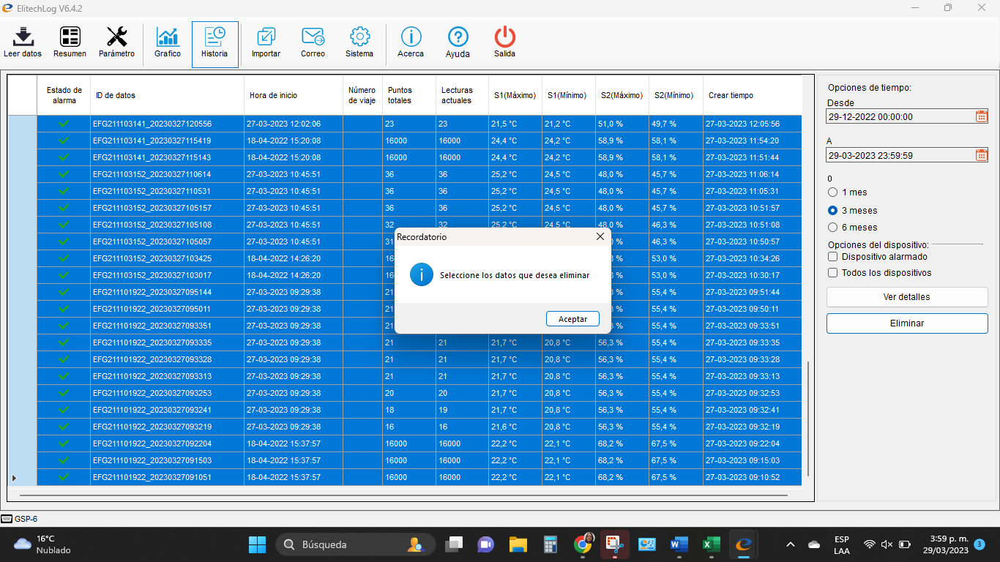 ElitechLog V6.4.2
Leer datos Resumen Parámetro Grafico Historia Importar Correo Sistema Acerca Ayuda Salida
Estado de alarma ID de datos Hora de inicio Número de viaje Puntos totales Lecturas actuales S1(Máximo) S1(Mínimo) S2(Máximo) S2(Mínimo) Crear tiempo
EFG211103141_20230327120556 27-03-2023 12:02:06 23 23 21,5 °C 21,2 °C 51,0 % 49,7 % 27-03-2023 12:05:56
EFG211103141_20230327115419 18-04-2022 15:20:08 16000 16000 24,4 °C 24,2 °C 58,9 % 58,1 % 27-03-2023 11:54:20
EFG211103141_20230327115143 18-04-2022 15:20:08 16000 16000 24,4 °C 24,2 °C 58,9 % 58,1 % 27-03-2023 11:51:44
EFG211103152_20230327110614 27-03-2023 10:45:51 36 36 25,2 °C 24,5 °C 48,0 % 45,7 % 27-03-2023 11:06:14
EFG211103152_20230327110531 27-03-2023 10:45:51 36 36 25,2 °C 24,5 °C 48,0 % 45,7 % 27-03-2023 11:05:31
EFG211103152_20230327105157 27-03-2023 10:45:51 36 36 25,2 °C 24,5 °C 48,0 % 45,7 % 27-03-2023 10:51:57
EFG211103152_20230327105108 27-03-2023 10:45:51 32 32 25,2 °C 24,5 °C 48,0 % 46,3 % 27-03-2023 10:51:08
EFG211103152_20230327105057 27-03-2023 10:45:51 31 46,3 % 27-03-2023 10:50:57
EFG211103152_20230327103425 18-04-2022 14:26:20 16 53,0 % 27-03-2023 10:34:26
EFG211103152_20230327103017 18-04-2022 14:26:20 16 53,0 % 27-03-2023 10:30:17
EFG211101922_20230327095144 27-03-2023 09:29:38 21 55,4 % 27-03-2023 09:51:44
EFG211101922_20230327095011 27-03-2023 09:29:38 21 55,4 % 27-03-2023 09:50:11
EFG211101922_20230327093351 27-03-2023 09:29:38 21 55,4 % 27-03-2023 09:33:51
EFG211101922_20230327093335 27-03-2023 09:29:38 21 21 21,7 °C 20,8 °C 56,3 % 55,4 % 27-03-2023 09:33:35
EFG211101922_20230327093328 27-03-2023 09:29:38 21 21 21,7 °C 20,8 °C 56,3 % 55,4 % 27-03-2023 09:33:28
EFG211101922_20230327093313 27-03-2023 09:29:38 21 21 21,7 °C 20,8 °C 56,3 % 55,4 % 27-03-2023 09:33:13
EFG211101922_20230327093253 27-03-2023 09:29:38 20 20 21,7 °C 20,8 °C 56,3 % 55,4 % 27-03-2023 09:32:53
EFG211101922_20230327093241 27-03-2023 09:29:38 18 19 21,7 °C 20,8 °C 56,3 % 55,4 % 27-03-2023 09:32:41
EFG211101922_20230327093219 27-03-2023 09:29:38 16 16 21,6 °C 20,8 °C 56,3 % 55,4 % 27-03-2023 09:32:19
EFG211101922_20230327092204 18-04-2022 15:37:57 16000 16000 22,2 °C 22,1 °C 68,2 % 67,5 % 27-03-2023 09:22:04
EFG211101922_20230327091503 18-04-2022 15:37:57 16000 16000 22,2 °C 22,1 °C 68,2 % 67,5 % 27-03-2023 09:15:03
EFG211101922_20230327091051 18-04-2022 15:37:57 16000 16000 22,2 °C 22,1 °C 68,2 % 67,5 % 27-03-2023 09:10:52
Recordatorio
Seleccione los datos que desea eliminar
Aceptar
Opciones de tiempo:
Desde
29-12-2022 00:00:00
A
29-03-2023 23:59:59
0
1 mes
3 meses
6 meses
Opciones del dispositivo:
Dispositivo alarmado
Todos los dispositivos
Ver detalles
Eliminar
GSP-6
16°C
Nublado
Búsqueda
ESP
LAA
3:59 p. m.
29/03/2023
3